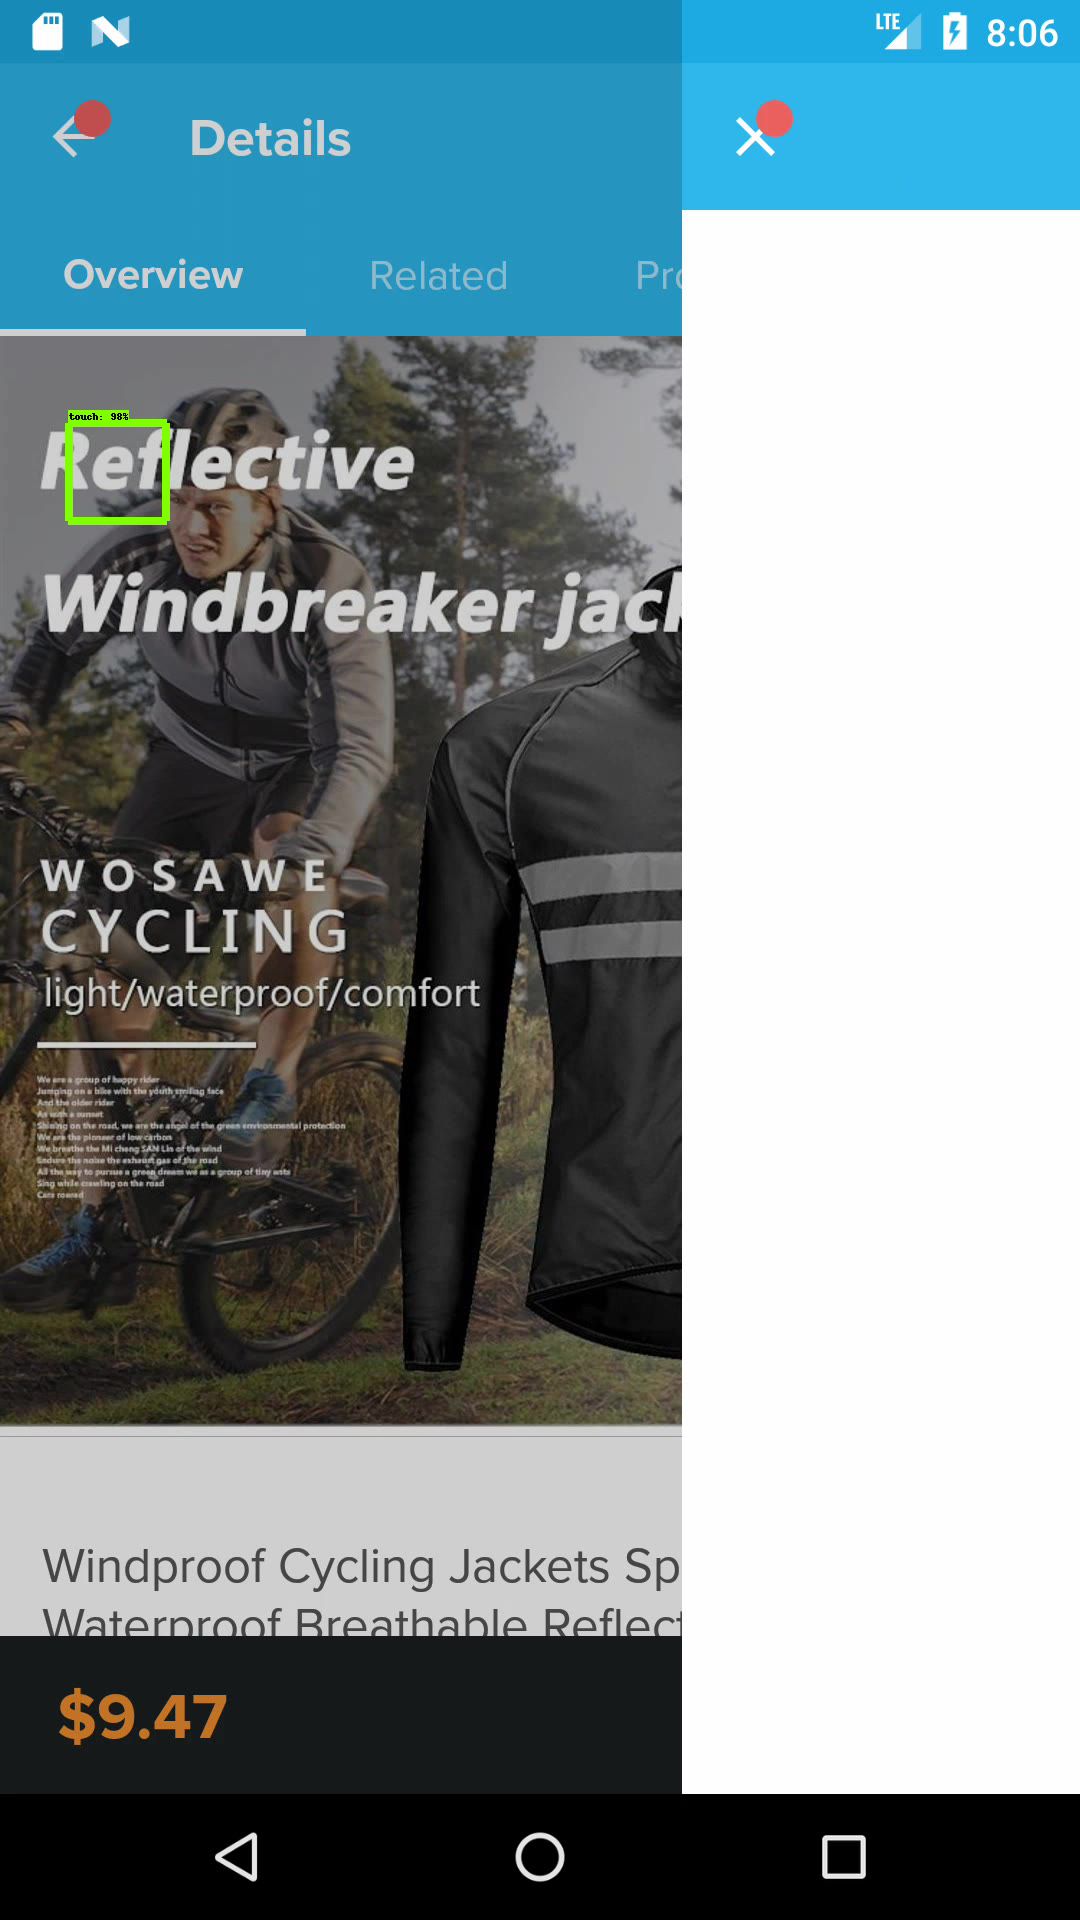 LTE 8:06
Details
Overview Related Pro
touch: 98%
Reflective
Windbreaker jack
WOSAWE
CYCLING
light/waterproof/comfort
We are a group of happy rider
Jumping on a bike with the youth smiling face
And the older rider
As with a sunset
Shining on the road, we are the angel of the green environmental protection
We are the pioneer of low carbon
We breathe the Mi cheng SAN Lin of the wind
Endure the noise the exhaust gas of the road
All the way to pursue a green dream we as a group of tiny ants
Sing while crawling on the road
Cars roared
Windproof Cycling Jackets Sp
Waterproof Breathable Reflect
$9.47